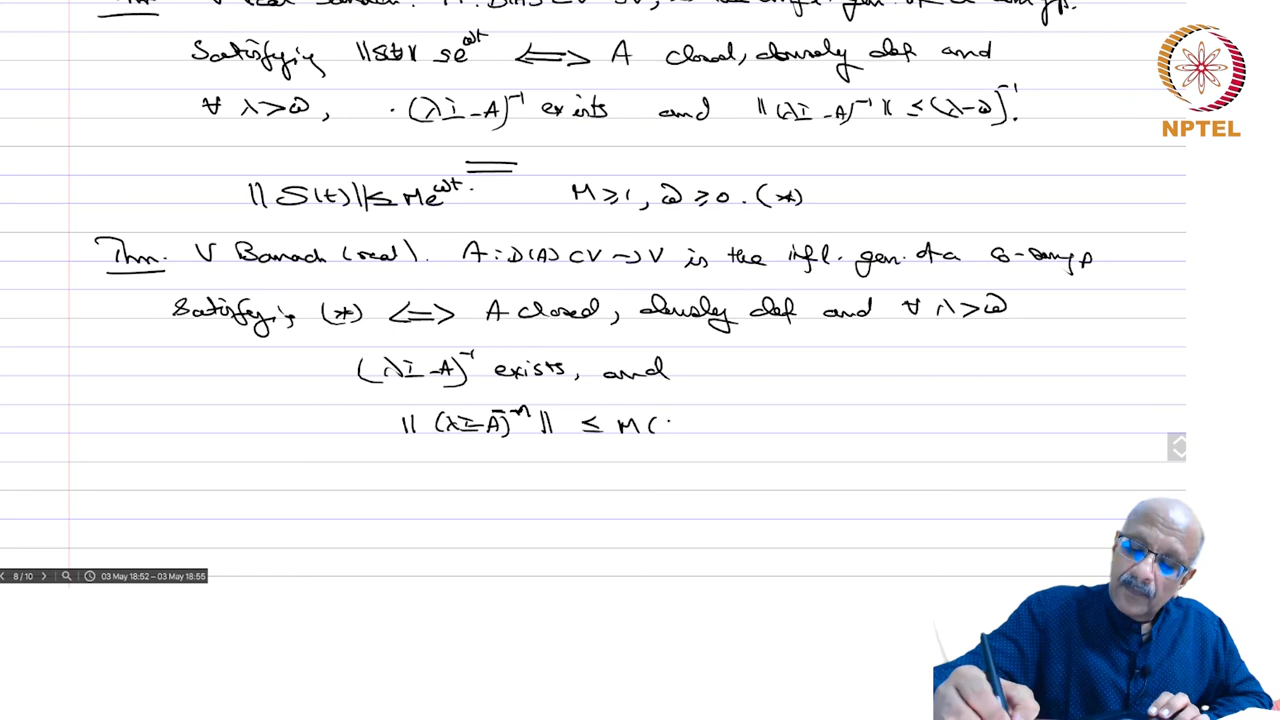 Satisfying ||S(t)|| ≤ e^{ωt} ⟺ A closed, densely def and
∀ λ>ω, (λI-A)^{-1} exists and ||(λI-A)^{-1}|| ≤ (λ-ω)^{-1}.
NPTEL
||S(t)|| ≤ Me^{ωt}. M ≥ 1, ω ≥ 0. (*)
Thm. V Banach (real). A: D(A) ⊂ V → V is the infl. gen. of a c₀-semigp
Satisfying (*) ⟺ A closed, densely def and ∀ λ>ω
(λI-A)^{-1} exists, and
||(λI-A)^{-n}|| ≤ M(
8 / 10 03 May 18:52 – 03 May 18:55